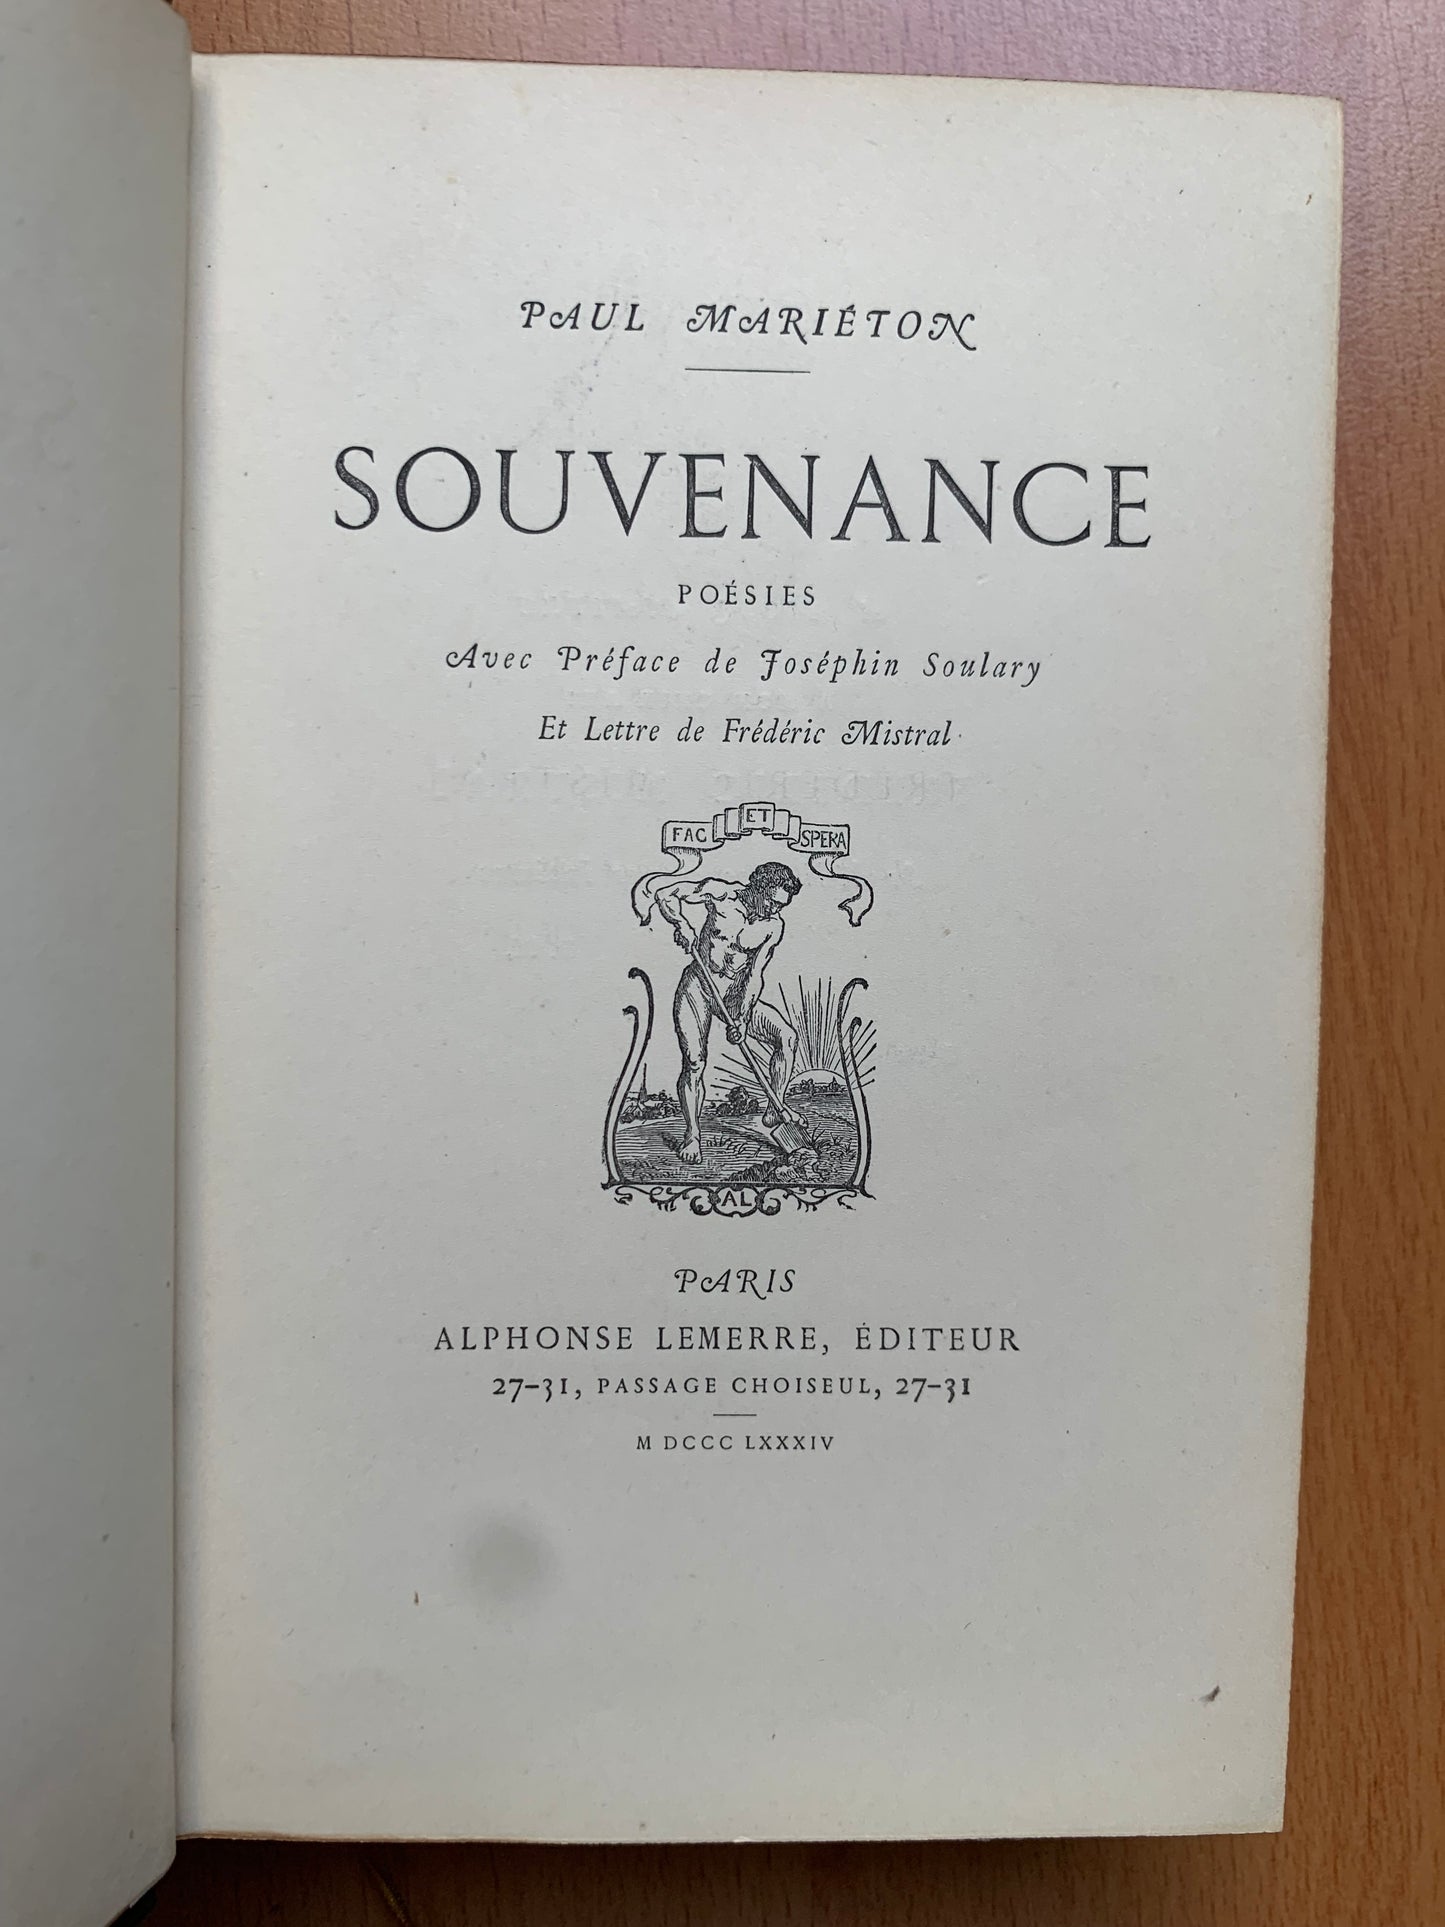 PAUL MARIÉTON
SOUVENANCE
POÉSIES
Avec Préface de Joséphin Soulary
Et Lettre de Frédéric Mistral
FAC ET SPERA
AL
PARIS
ALPHONSE LEMERRE, ÉDITEUR
27-31, PASSAGE CHOISEUL, 27-31
M DCCC LXXXIV